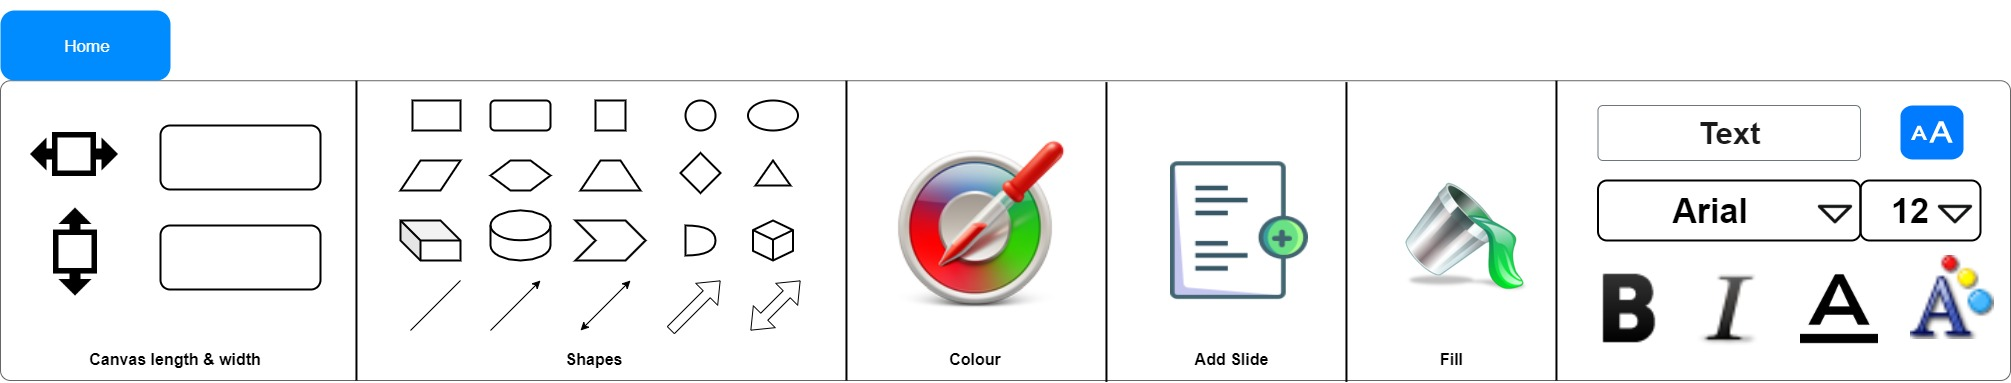 Home
Text
AA
Arial
12
B I A A
Canvas length & width
Shapes
Colour
Add Slide
Fill